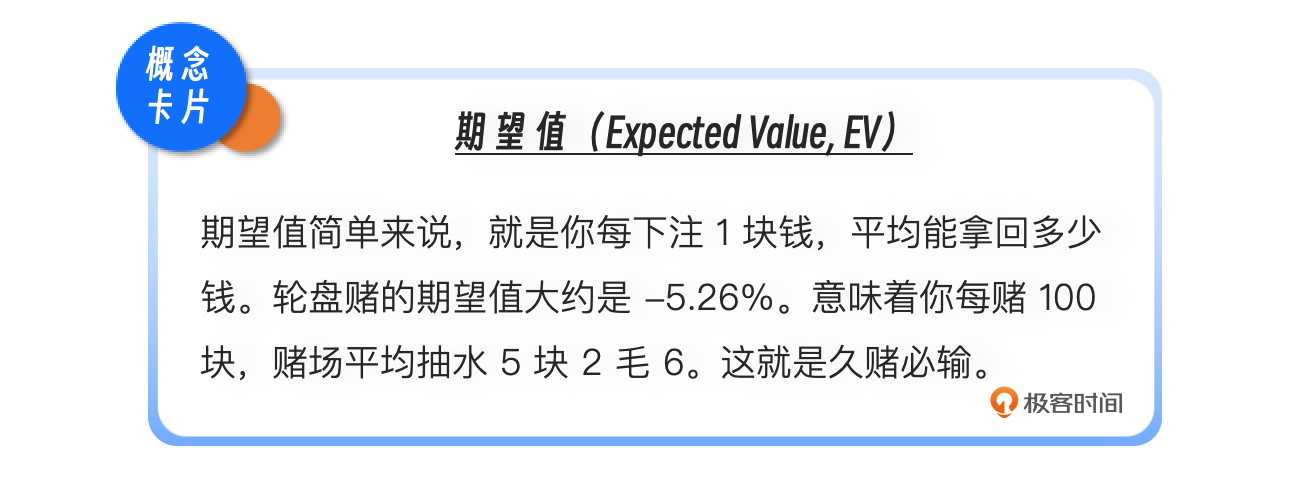 概念
卡片
期望值（Expected Value, EV）
期望值简单来说，就是你每下注 1 块钱，平均能拿回多少
钱。轮盘赌的期望值大约是 –5.26%。意味着你每赌 100
块，赌场平均抽水 5 块 2 毛 6。这就是久赌必输。
极客时间